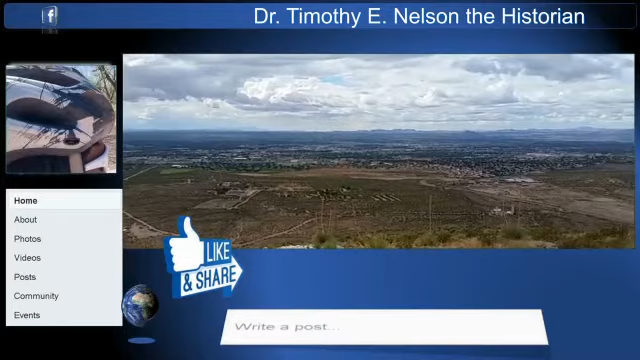 f
Dr. Timothy E. Nelson the Historian
Home
About
Photos
Videos
Posts
Community
Events
LIKE
& SHARE
Write a post...